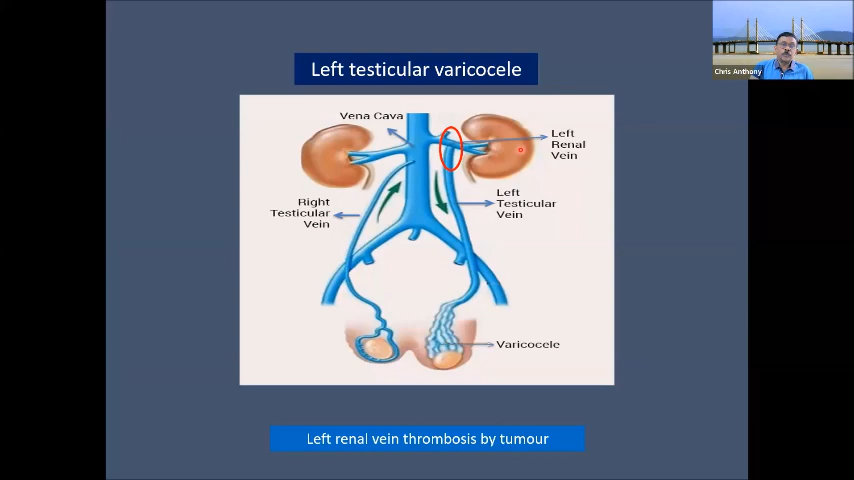 Chris Anthony
Left testicular varicocele
Vena Cava
Left
Renal
Vein
Right
Testicular
Vein
Left
Testicular
Vein
Varicocele
Left renal vein thrombosis by tumour